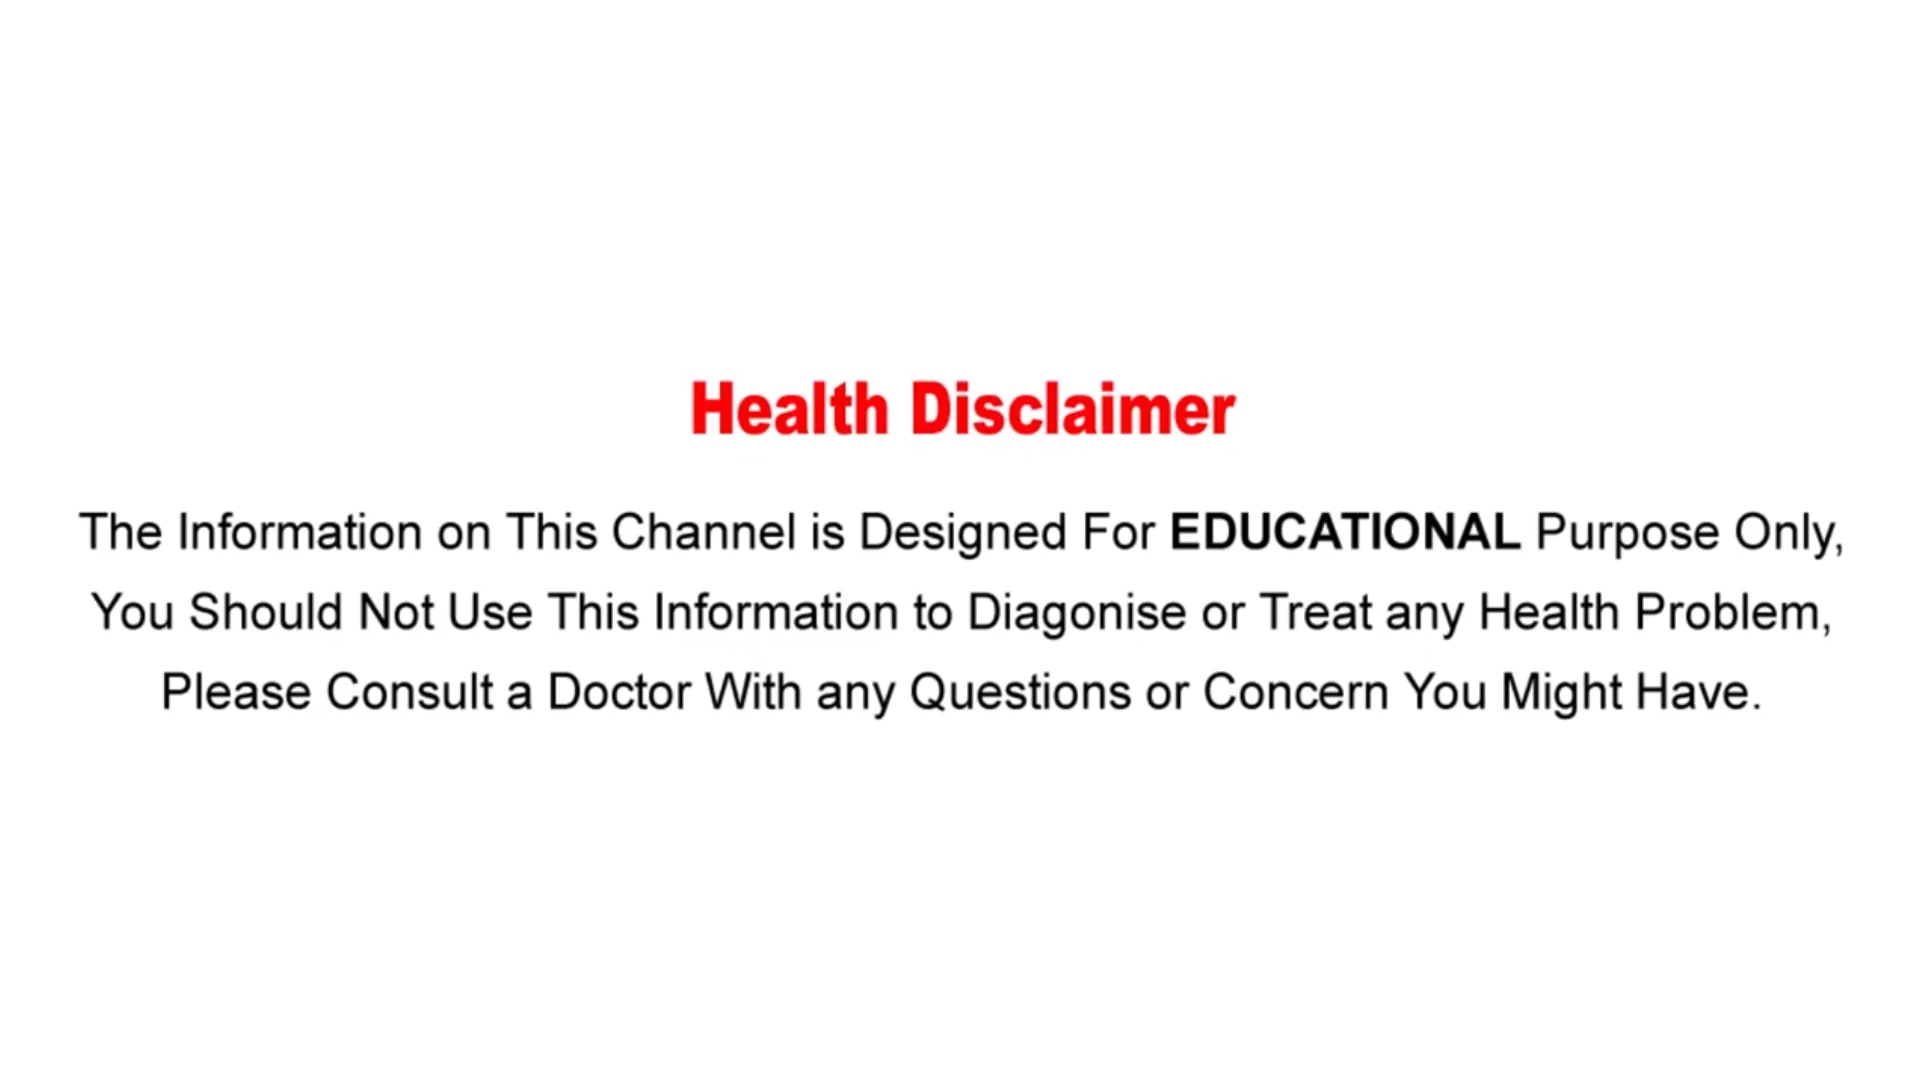 Health Disclaimer
The Information on This Channel is Designed For EDUCATIONAL Purpose Only,
You Should Not Use This Information to Diagonise or Treat any Health Problem,
Please Consult a Doctor With any Questions or Concern You Might Have.